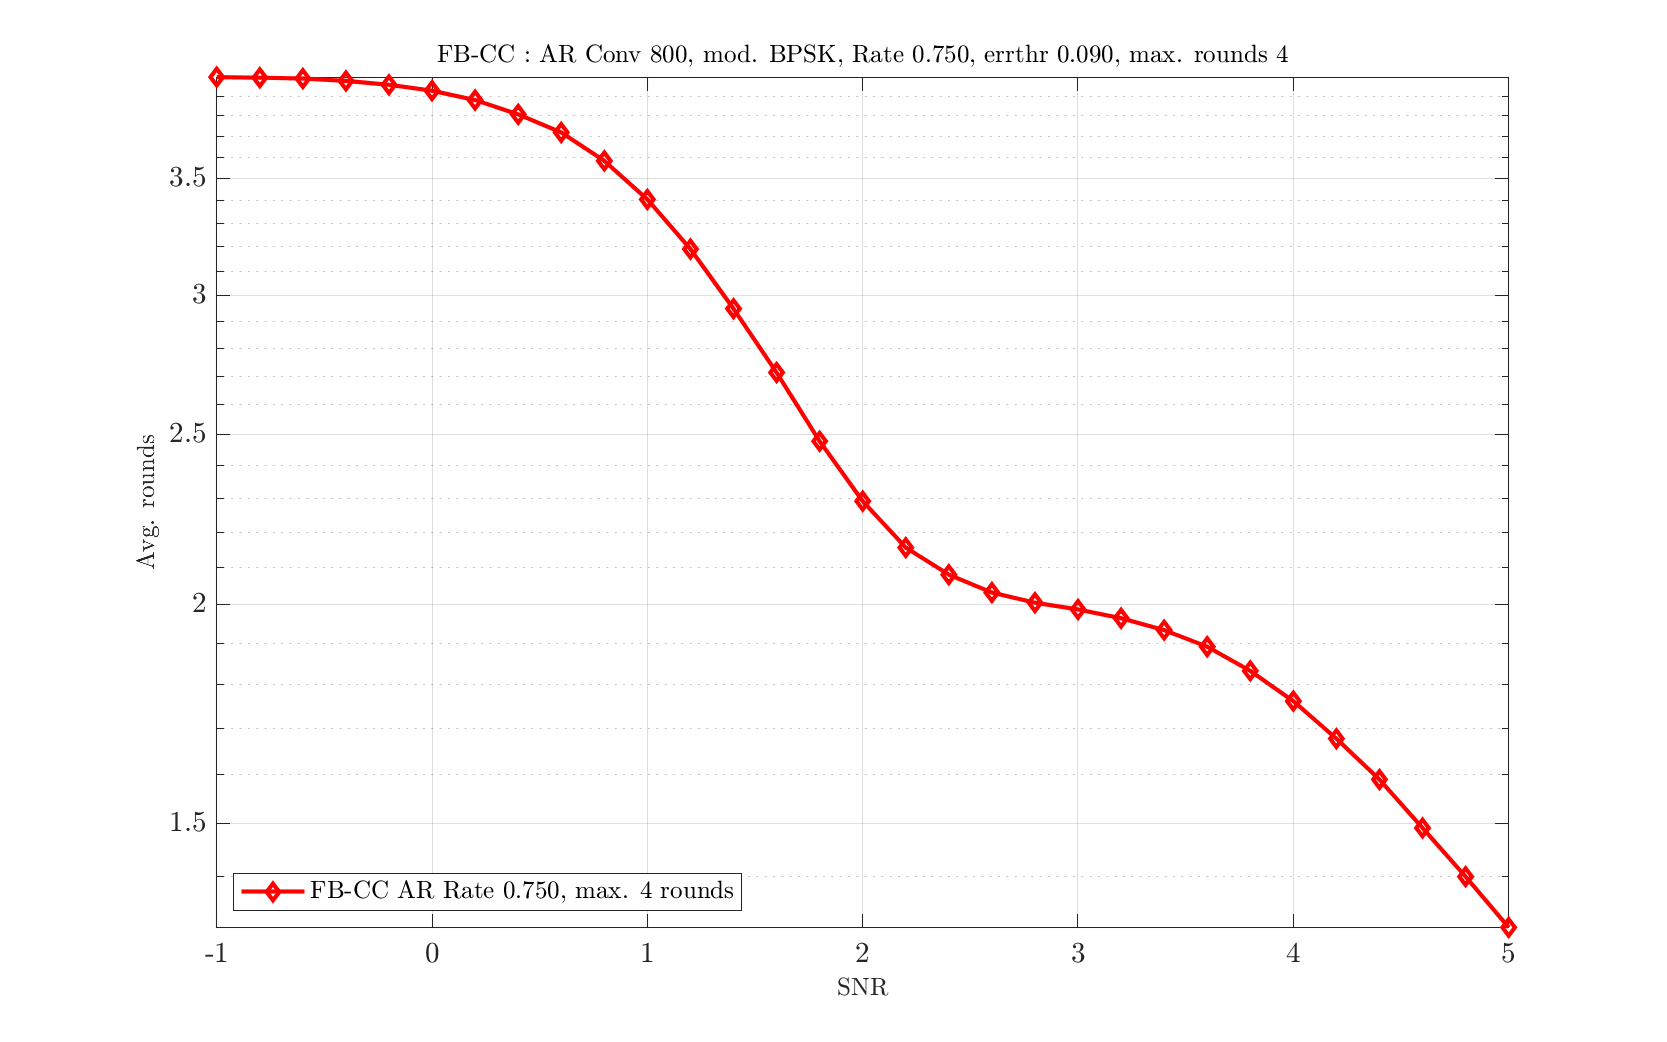 FB-CC : AR Conv 800, mod. BPSK, Rate 0.750, errthr 0.090, max. rounds 4
3.5
3
2.5
2
1.5
Avg. rounds
FB-CC AR Rate 0.750, max. 4 rounds
-1 0 1 2 3 4 5
SNR